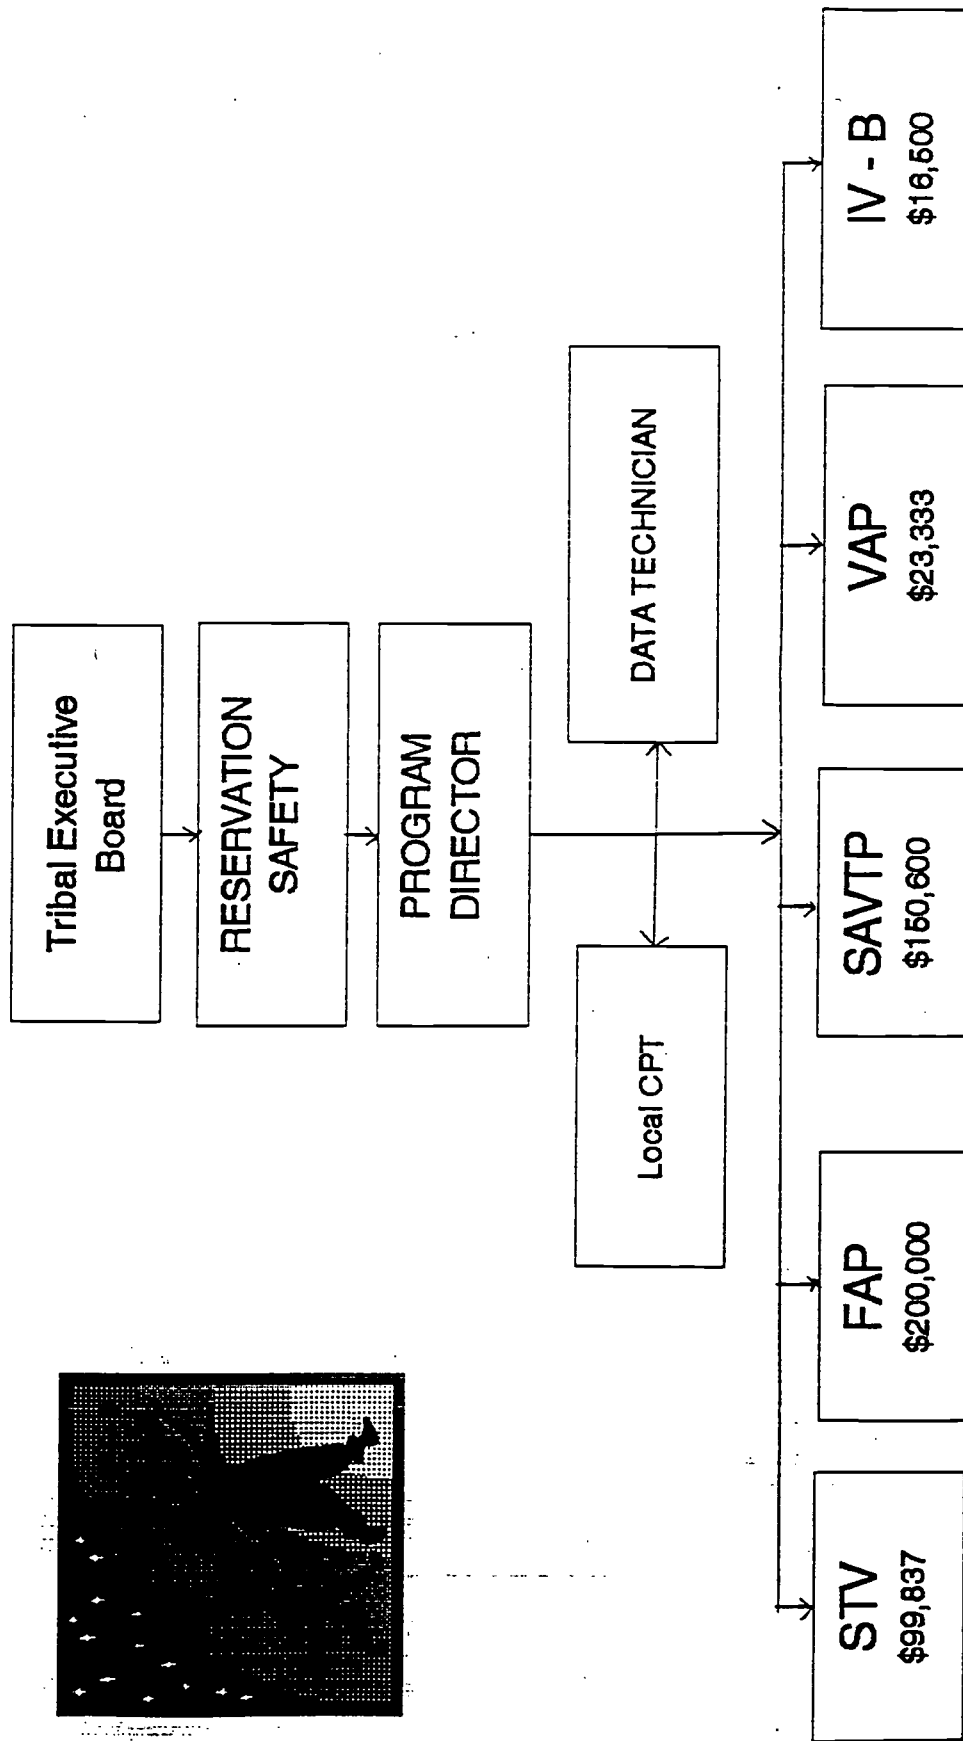 Tribal Executive
Board
RESERVATION
SAFETY
PROGRAM
DIRECTOR
Local CPT
DATA TECHNICIAN
STV
$99,837
FAP
$200,000
SAVTP
$150,600
VAP
$23,333
IV - B
$16,500